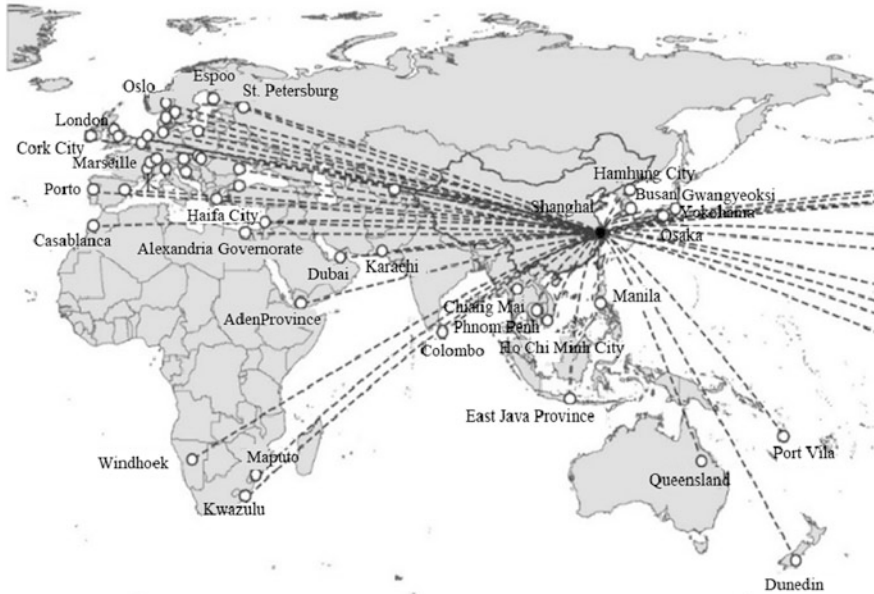 Espoo
Oslo
St. Petersburg
London
Cork City
Marseille
Porto
Haifa City
Casablanca
Alexandria Governorate
Dubai
Karachi
AdenProvince
Hamhung City
Busan Gwangyeoksi
Shanghai
Yokohama
Osaka
Chiang Mai
Manila
Phnom Penh
Colombo
Ho Chi Minh City
East Java Province
Windhoek
Maputo
Kwazulu
Port Vila
Queensland
Dunedin